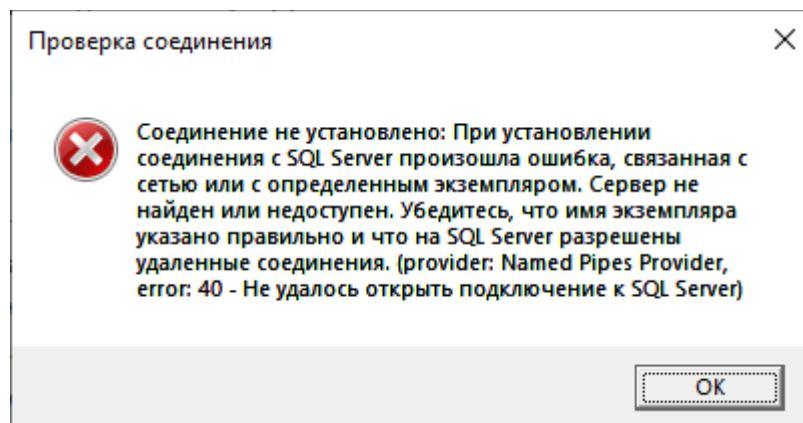 Проверка соединения
Соединение не установлено: При установлении
соединения с SQL Server произошла ошибка, связанная с
сетью или с определенным экземпляром. Сервер не
найден или недоступен. Убедитесь, что имя экземпляра
указано правильно и что на SQL Server разрешены
удаленные соединения. (provider: Named Pipes Provider,
error: 40 - Не удалось открыть подключение к SQL Server)
ОК